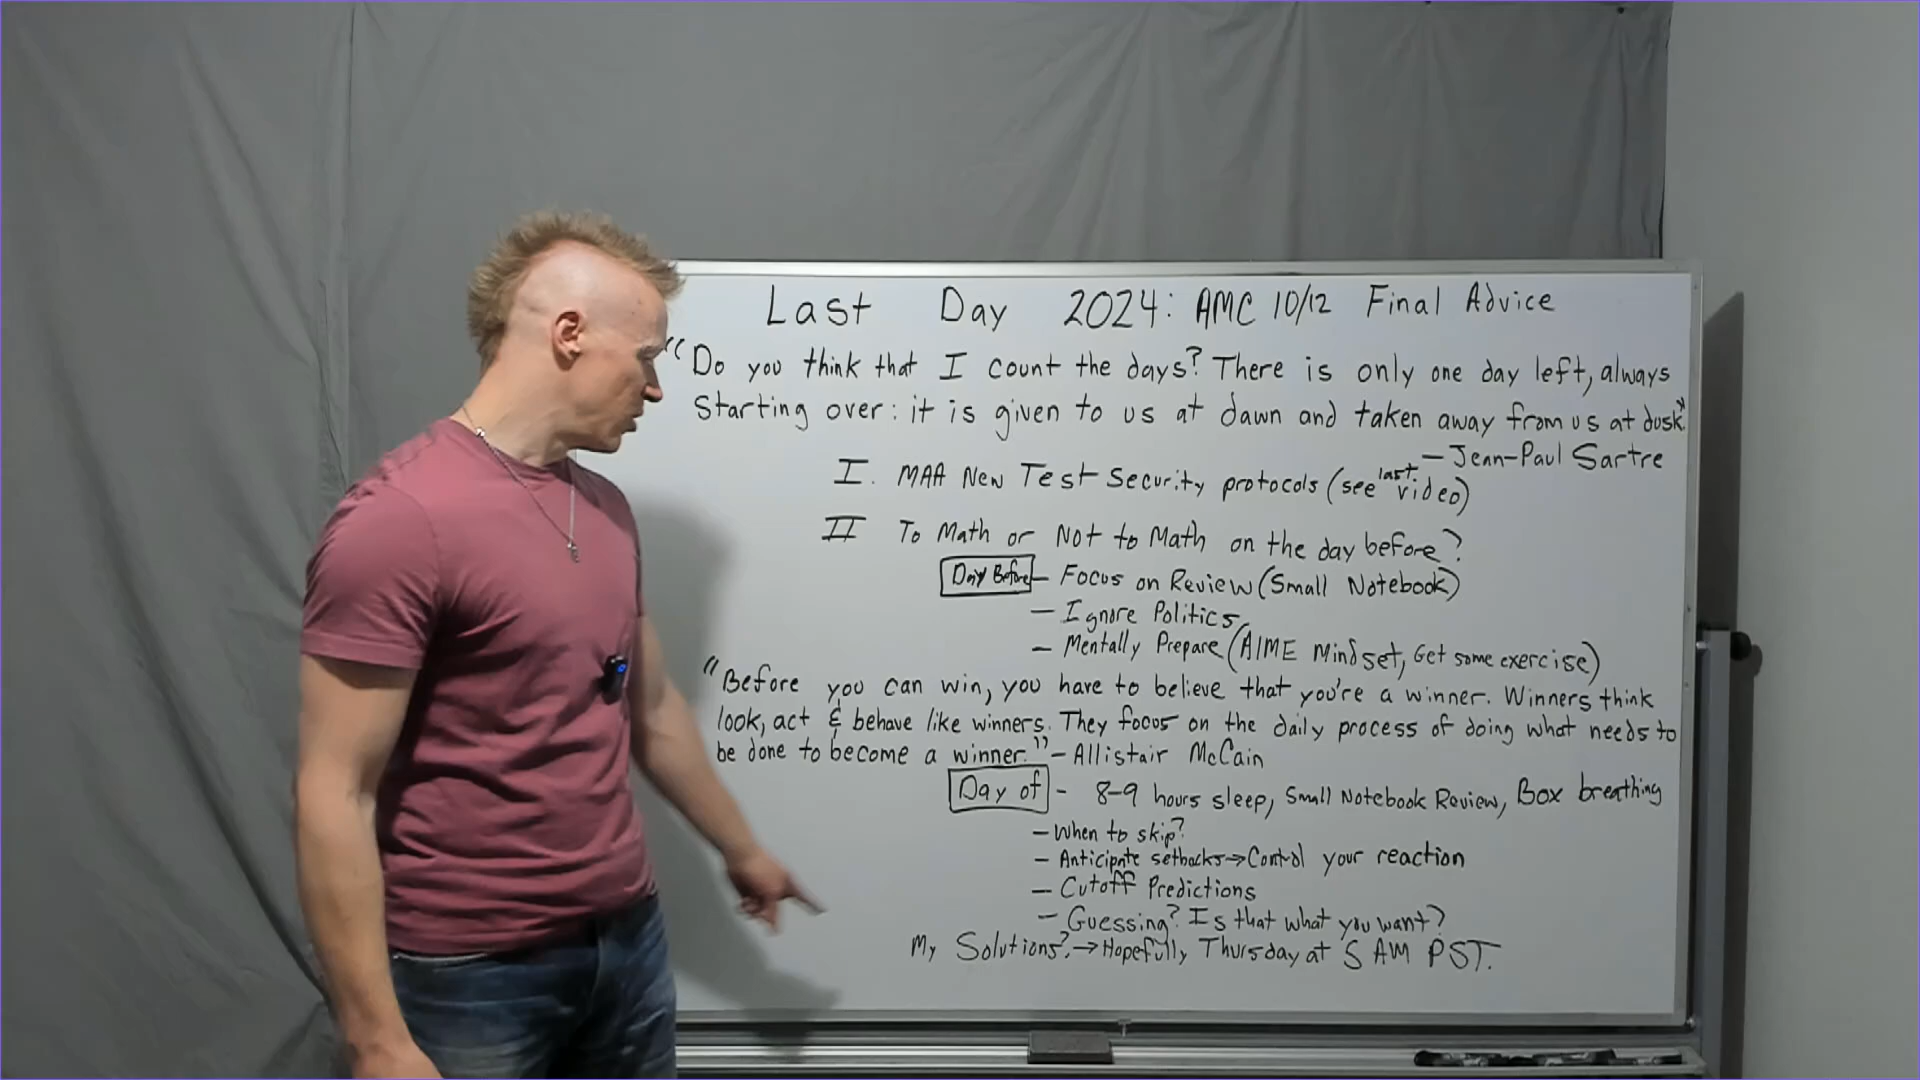 Last Day 2024: AMC 10/12 Final Advice
"Do you think that I count the days? There is only one day left, always
starting over: it is given to us at dawn and taken away from us at dusk."
— Jean-Paul Sartre
I. MAA New Test Security protocols (see last video)
II To Math or Not to Math on the day before?
Day Before — Focus on Review (Small Notebook)
— Ignore Politics
— Mentally Prepare (AIME Mindset, Get some exercise)
"Before you can win, you have to believe that you're a winner. Winners think
look, act & behave like winners. They focus on the daily process of doing what needs to
be done to become a winner." — Allistair McCain
Day of - 8-9 hours sleep, Small Notebook Review, Box breathing
— When to skip?
— Anticipate setbacks → Control your reaction
— Cutoff Predictions
— Guessing? Is that what you want?
My Solutions? → Hopefully Thursday at 5 AM PST.